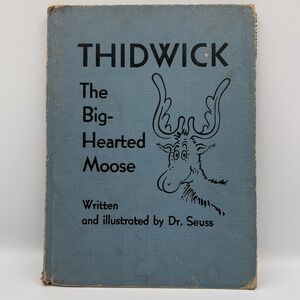 THIDWICK
The
Big-
Hearted
Moose
Written
and illustrated by Dr. Seuss